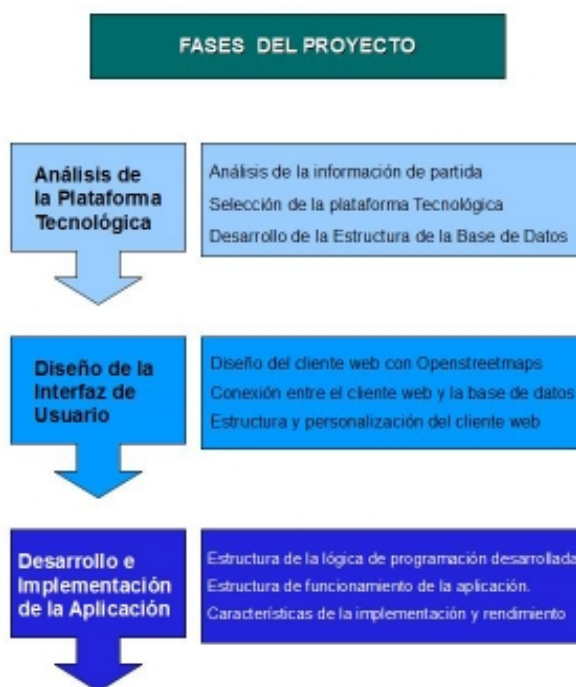 FASES DEL PROYECTO
Análisis de
la Plataforma
Tecnológica
Análisis de la información de partida
Selección de la plataforma Tecnológica
Desarrollo de la Estructura de la Base de Datos
Diseño de la
Interfaz de
Usuario
Diseño del cliente web con Openstreetmaps
Conexión entre el cliente web y la base de datos
Estructura y personalización del cliente web
Desarrollo e
Implementación
de la Aplicación
Estructura de la lógica de programación desarrollada
Estructura de funcionamiento de la aplicación.
Características de la implementación y rendimiento